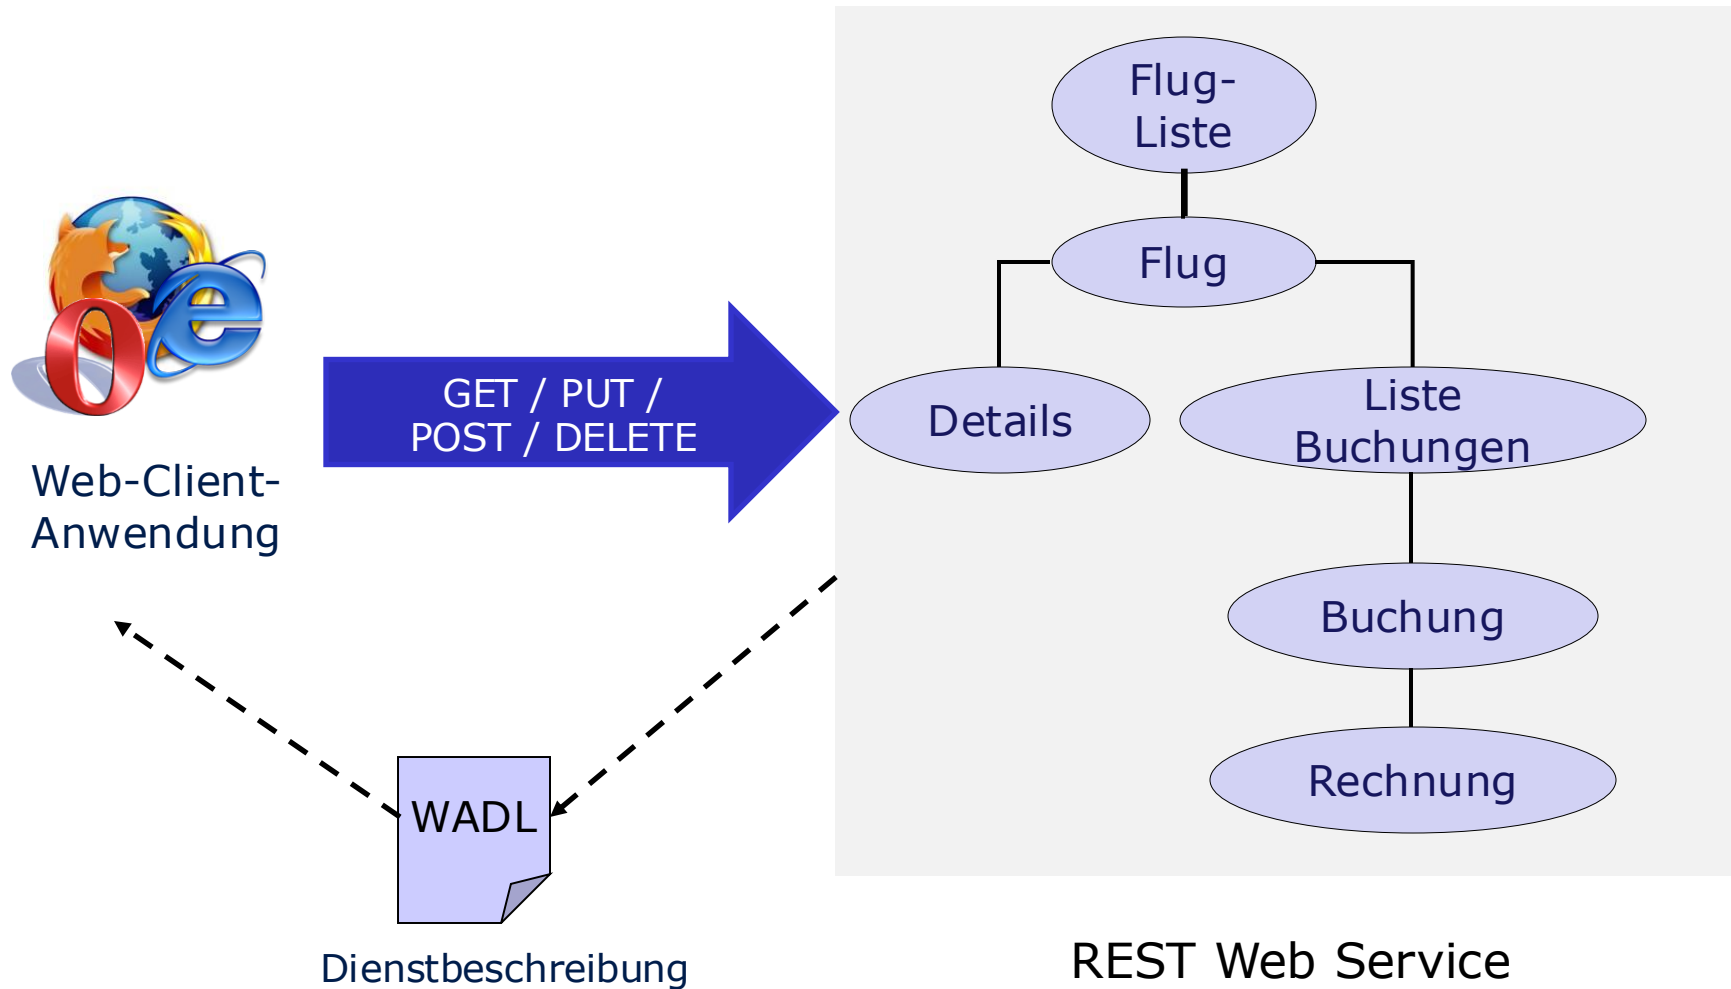 Flug-
Liste
Flug
GET / PUT /
POST / DELETE
Details
Liste
Buchungen
Web-Client-
Anwendung
Buchung
Rechnung
WADL
Dienstbeschreibung
REST Web Service